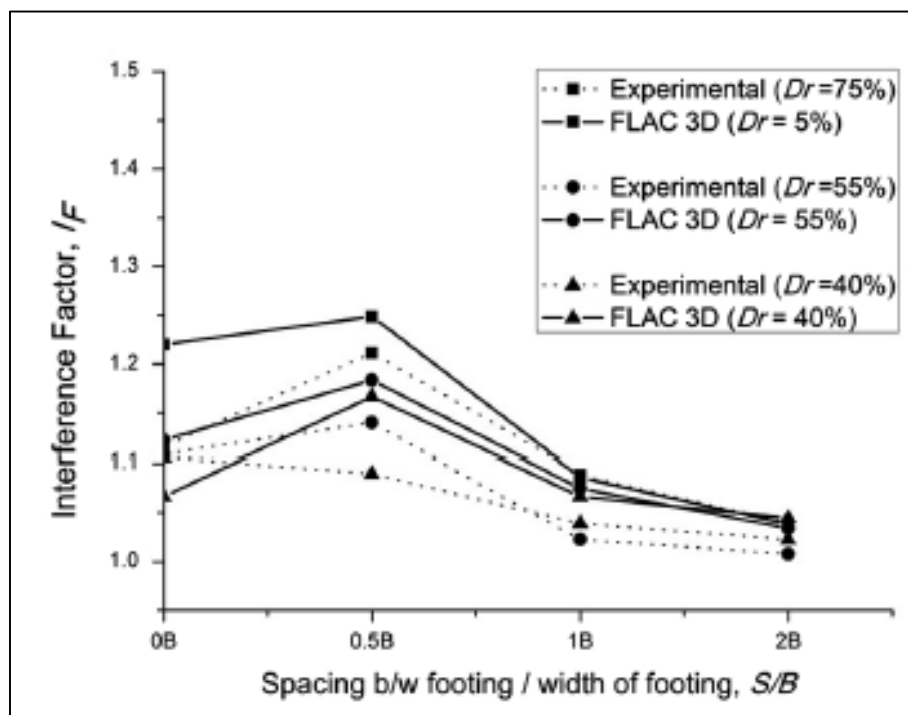 1.5
1.4
1.3
1.2
1.1
1.0
Interference Factor, I_F
Experimental (Dr=75%)
FLAC 3D (Dr= 5%)
Experimental (Dr=55%)
FLAC 3D (Dr= 55%)
Experimental (Dr=40%)
FLAC 3D (Dr= 40%)
0B 0.5B 1B 2B
Spacing b/w footing / width of footing, S/B